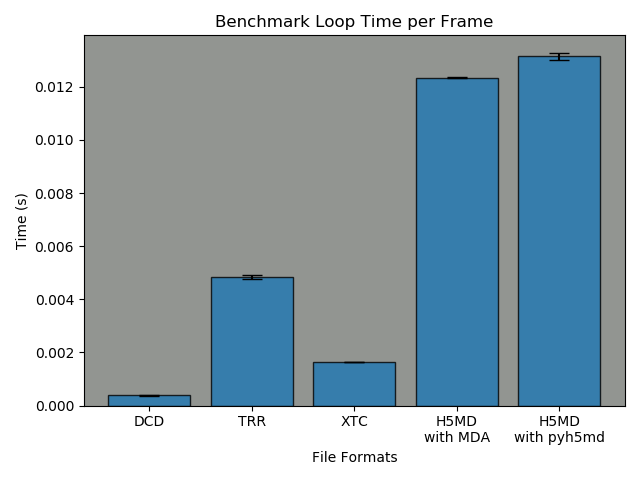 Benchmark Loop Time per Frame
0.012
0.010
0.008
0.006
0.004
0.002
0.000
Time (s)
DCD
TRR
XTC
H5MD
with MDA
H5MD
with pyh5md
File Formats